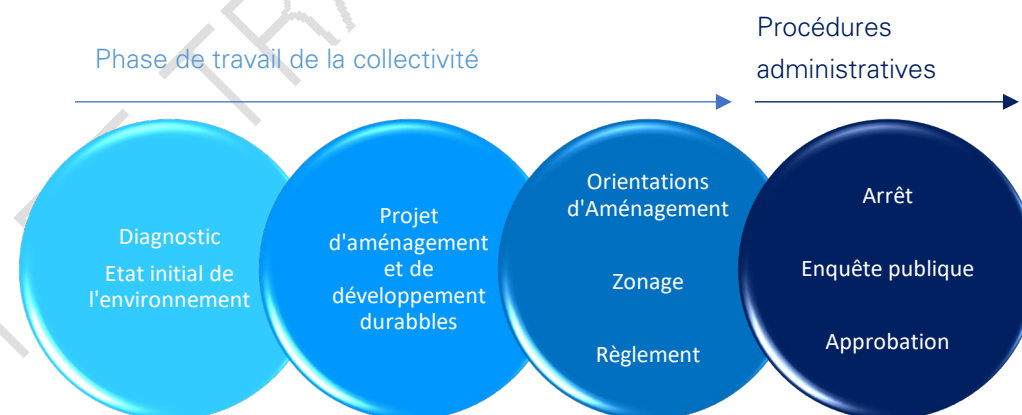 Phase de travail de la collectivité
Procédures
administratives
Diagnostic
Etat initial de
l'environnement
Projet
d'aménagement
et de
développement
durabbles
Orientations
d'Aménagement
Zonage
Règlement
Arrêt
Enquête publique
Approbation